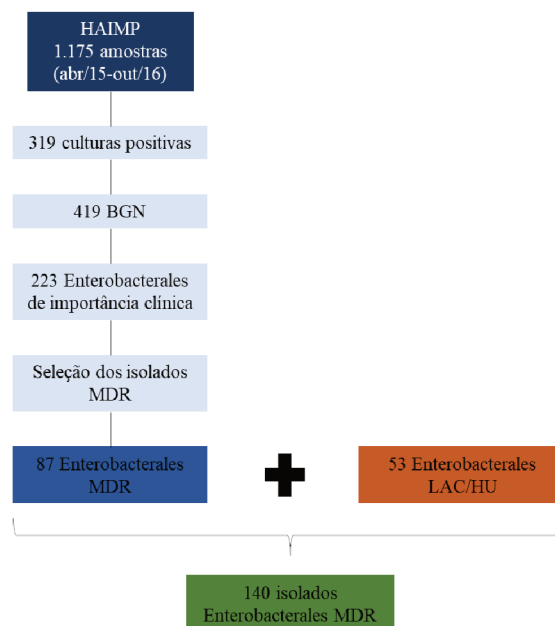 HAIMP
1.175 amostras
(abr/15-out/16)
319 culturas positivas
419 BGN
223 Enterobacterales
de importância clínica
Seleção dos isolados
MDR
87 Enterobacterales
MDR
53 Enterobacterales
LAC/HU
140 isolados
Enterobacterales MDR